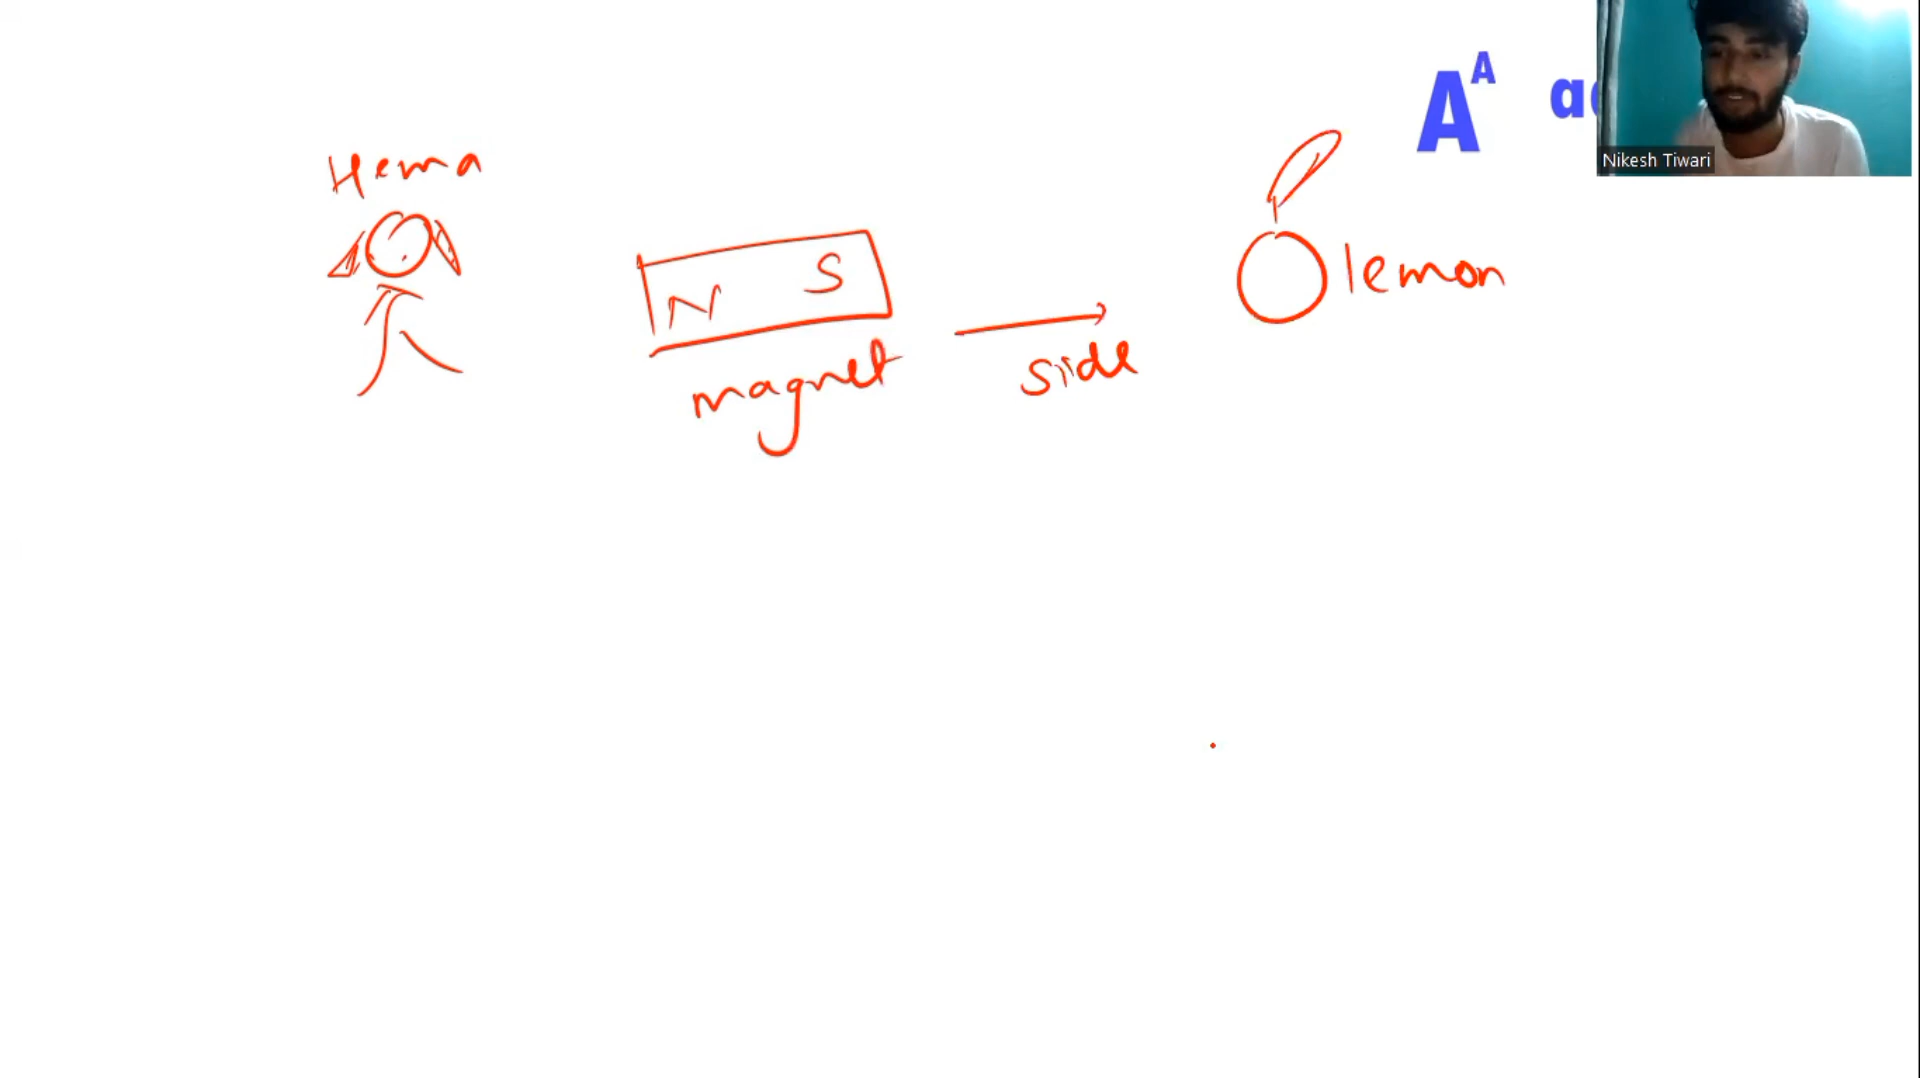 A A a
Nikesh Tiwari
Hema
N S
lemon
magnet
side